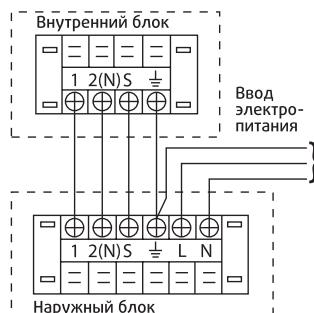 Внутренний блок
1 2(N) S ⏚
Ввод
электро-
питания
1 2(N) S ⏚ L N
Наружный блок